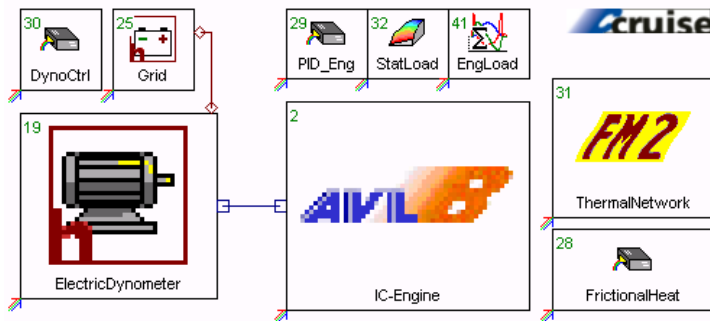 30
DynoCtrl
25
Grid
29
PID_Eng
32
StatLoad
41
Σ
EngLoad
cruise
19
h
ElectricDynometer
2
AVL
8
IC-Engine
31
FM2
ThermalNetwork
28
FrictionalHeat